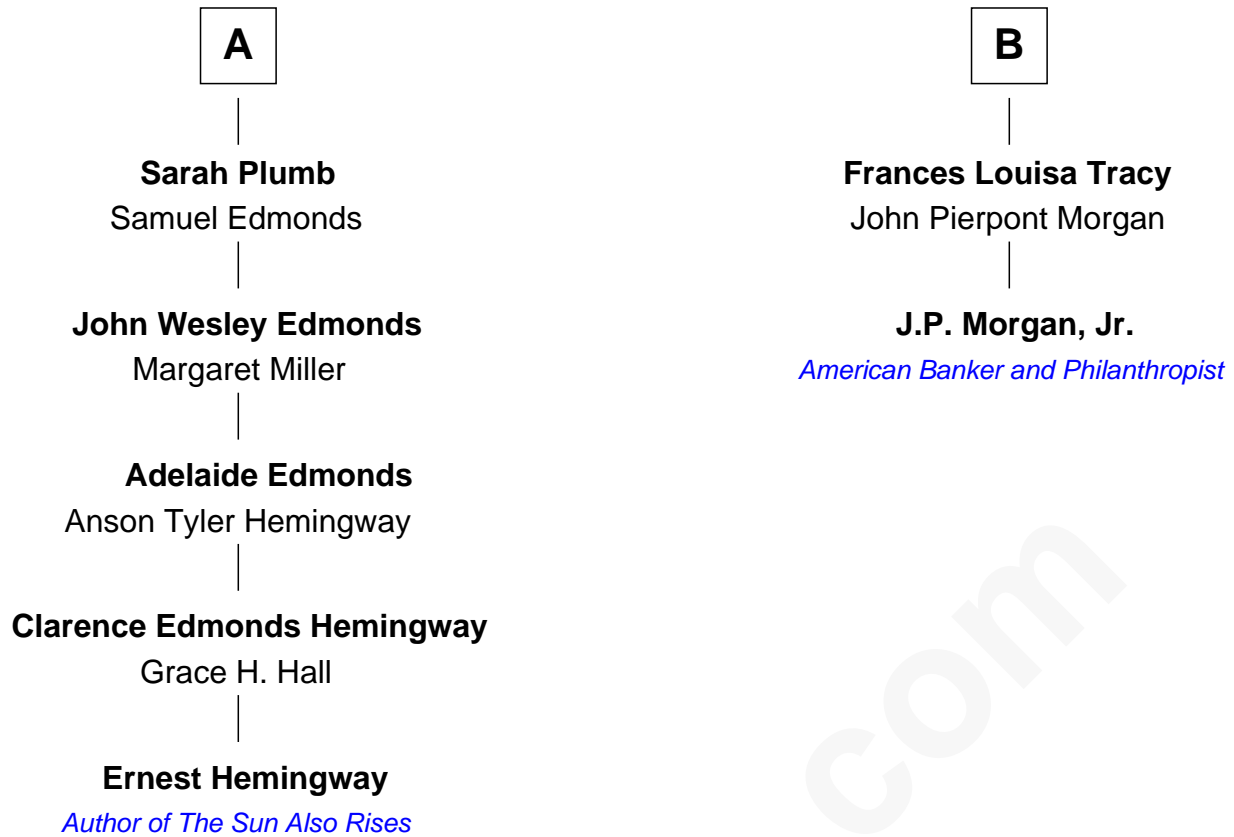 A
Sarah Plumb
Samuel Edmonds
John Wesley Edmonds
Margaret Miller
Adelaide Edmonds
Anson Tyler Hemingway
Clarence Edmonds Hemingway
Grace H. Hall
Ernest Hemingway
Author of The Sun Also Rises
B
Frances Louisa Tracy
John Pierpont Morgan
J.P. Morgan, Jr.
American Banker and Philanthropist
com